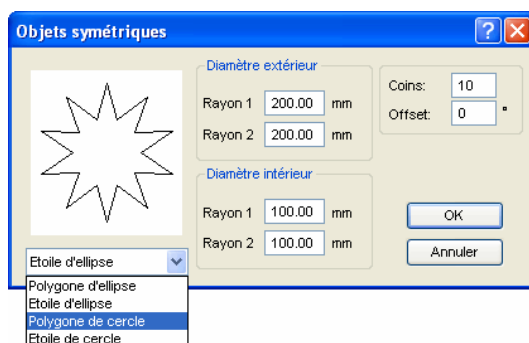 Objets symétriques
Diamètre extérieur
Rayon 1 200.00 mm
Rayon 2 200.00 mm
Coins: 10
Offset: 0 °
Diamètre intérieur
Rayon 1 100.00 mm
Rayon 2 100.00 mm
OK
Annuler
Etoile d'ellipse
Polygone d'ellipse
Etoile d'ellipse
Polygone de cercle
Etoile de cercle